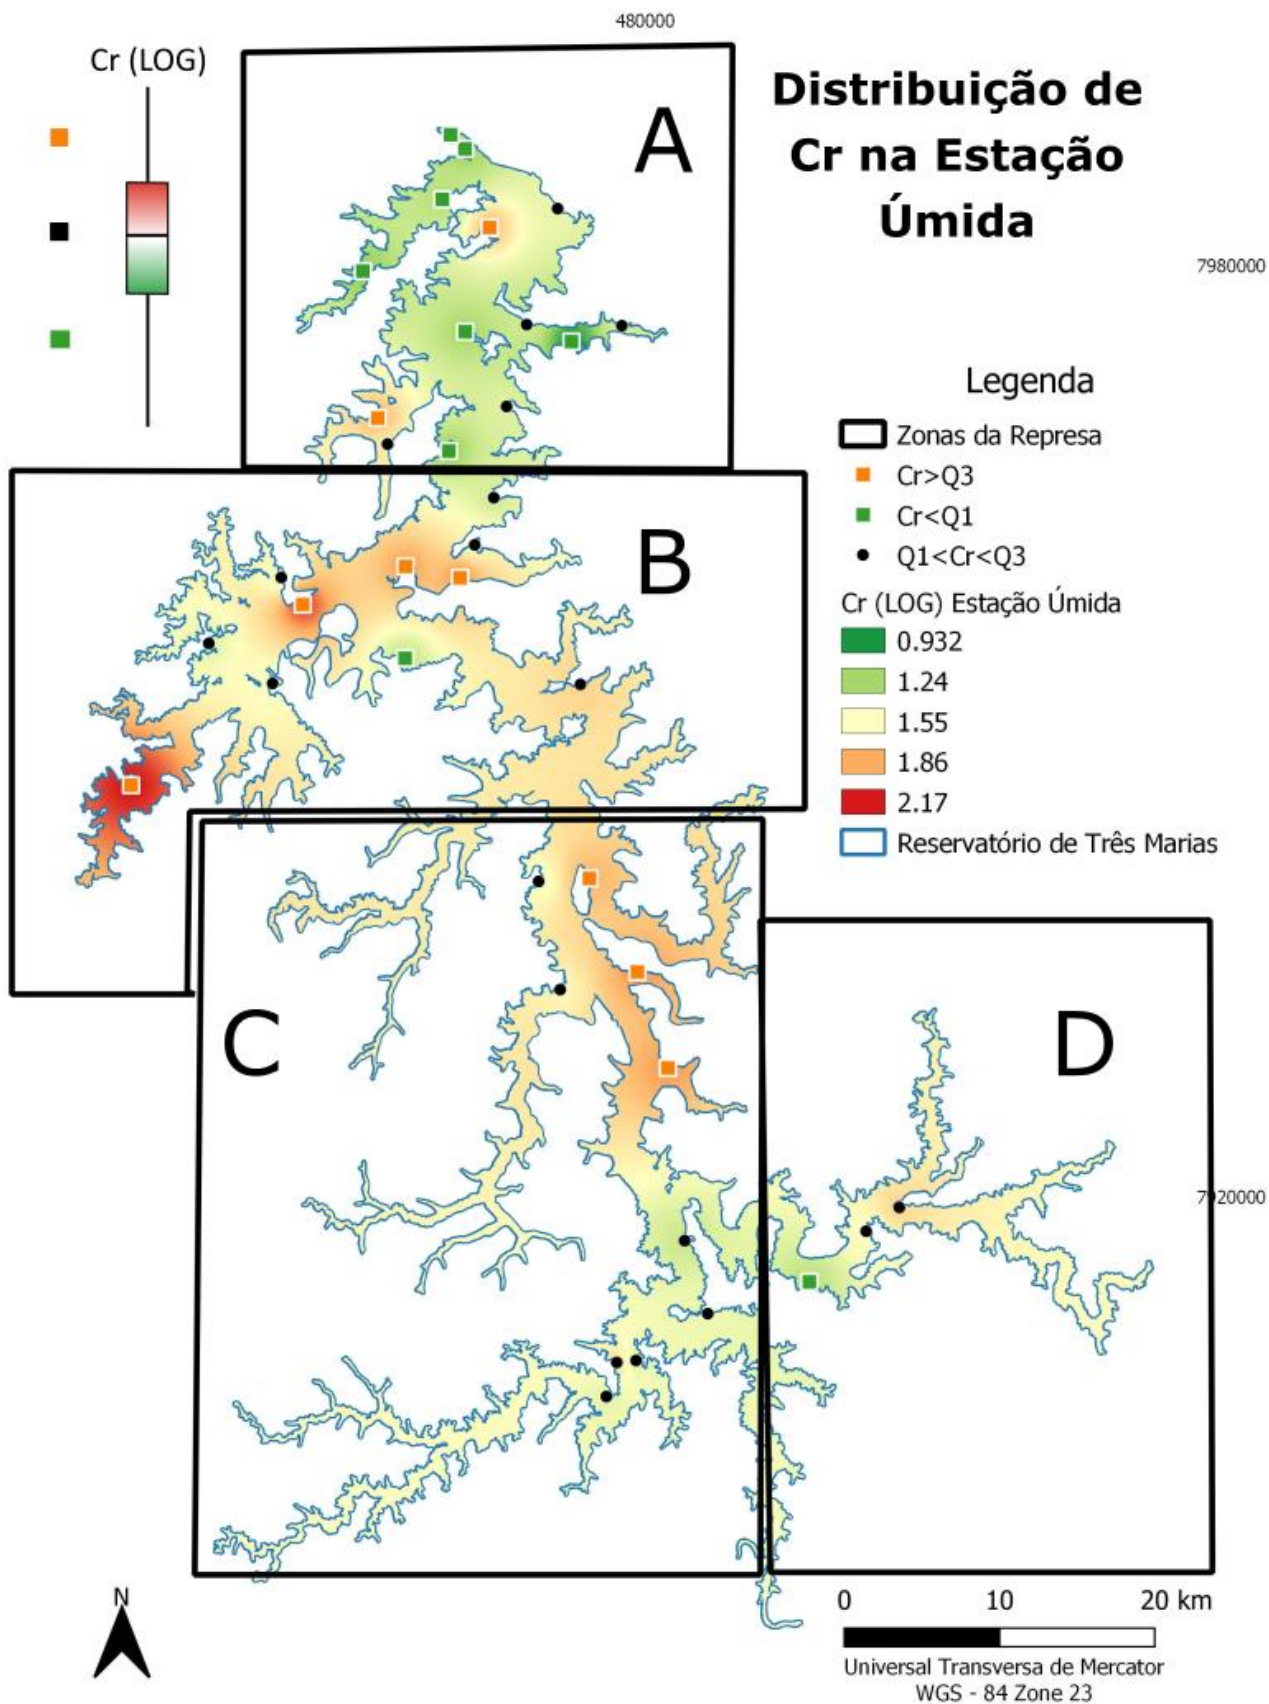 480000
Cr (LOG)
Distribuição de
Cr na Estação
Úmida
A
7980000
Legenda
Zonas da Represa
Cr>Q3
Cr<Q1
Q1<Cr<Q3
B
Cr (LOG) Estação Úmida
0.932
1.24
1.55
1.86
2.17
Reservatório de Três Marias
C
D
7920000
N
0 10 20 km
Universal Transversa de Mercator
WGS - 84 Zone 23